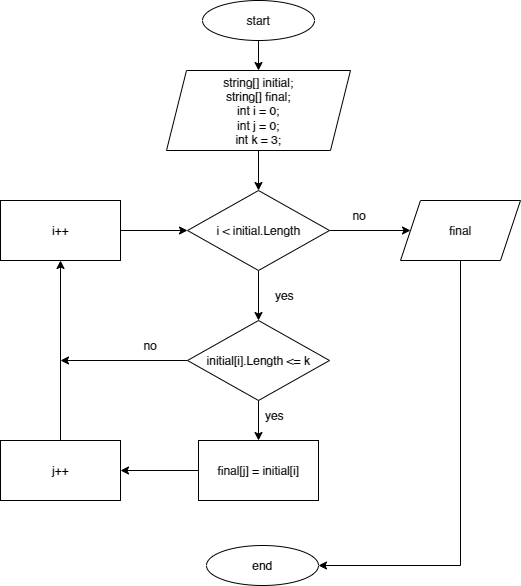 start
string[] initial;
string[] final;
int i = 0;
int j = 0;
int k = 3;
i++
i < initial.Length
no
final
yes
no
initial[i].Length <= k
yes
j++
final[j] = initial[i]
end